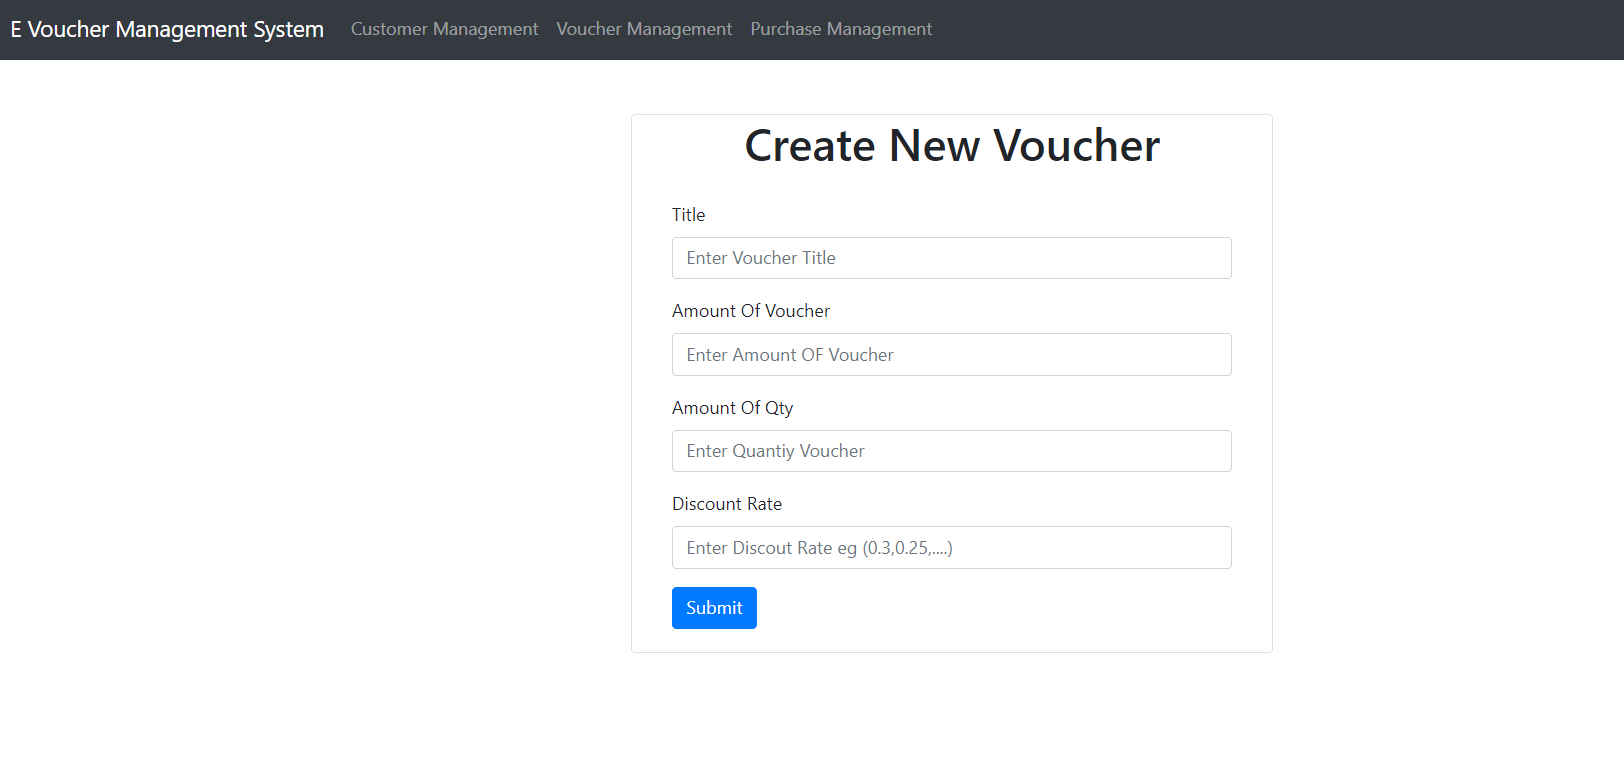 E Voucher Management System Customer Management Voucher Management Purchase Management
Create New Voucher
Title
Enter Voucher Title
Amount Of Voucher
Enter Amount OF Voucher
Amount Of Qty
Enter Quantiy Voucher
Discount Rate
Enter Discout Rate eg (0.3,0.25,....)
Submit